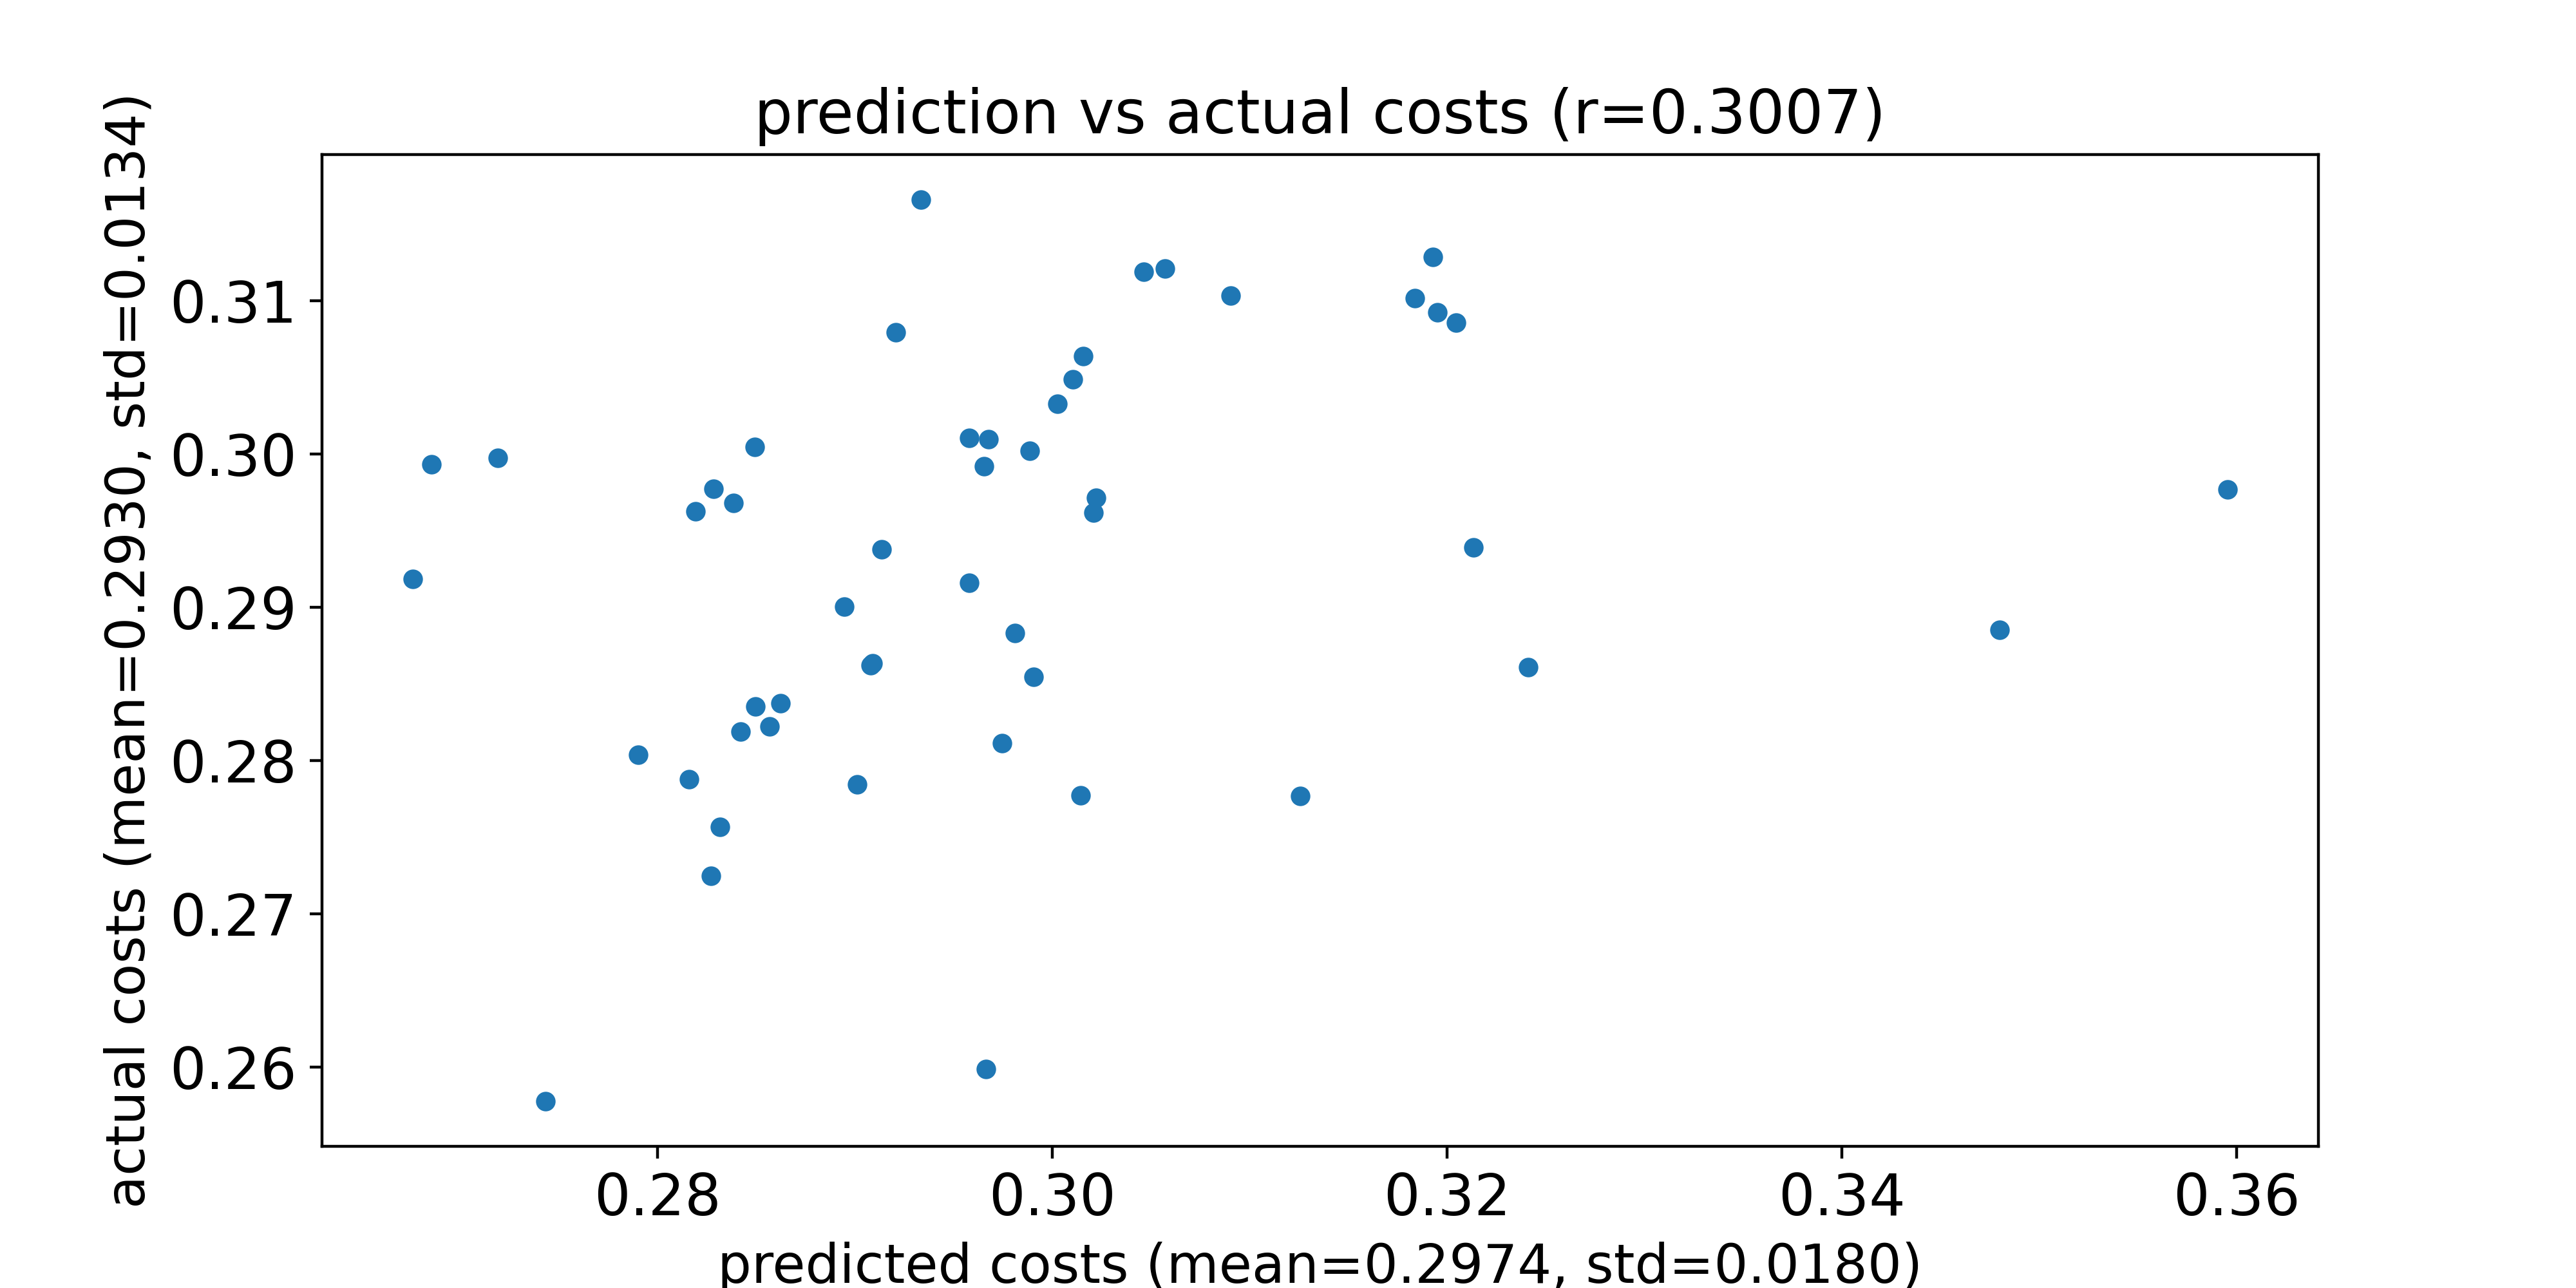 prediction vs actual costs (r=0.3007)
actual costs (mean=0.2930, std=0.0134)
0.31
0.30
0.29
0.28
0.27
0.26
0.28 0.30 0.32 0.34 0.36
predicted costs (mean=0.2974, std=0.0180)